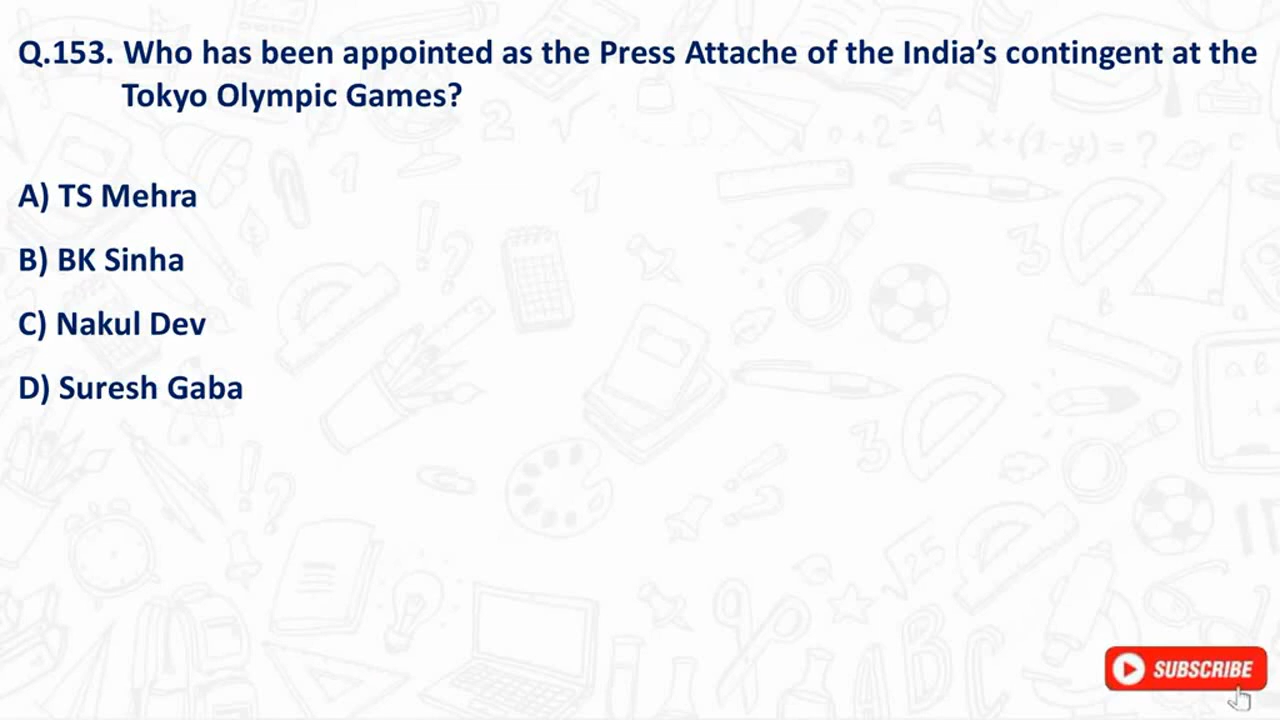 Q.153. Who has been appointed as the Press Attache of the India's contingent at the
Tokyo Olympic Games?
A) TS Mehra
B) BK Sinha
C) Nakul Dev
D) Suresh Gaba
SUBSCRIBE